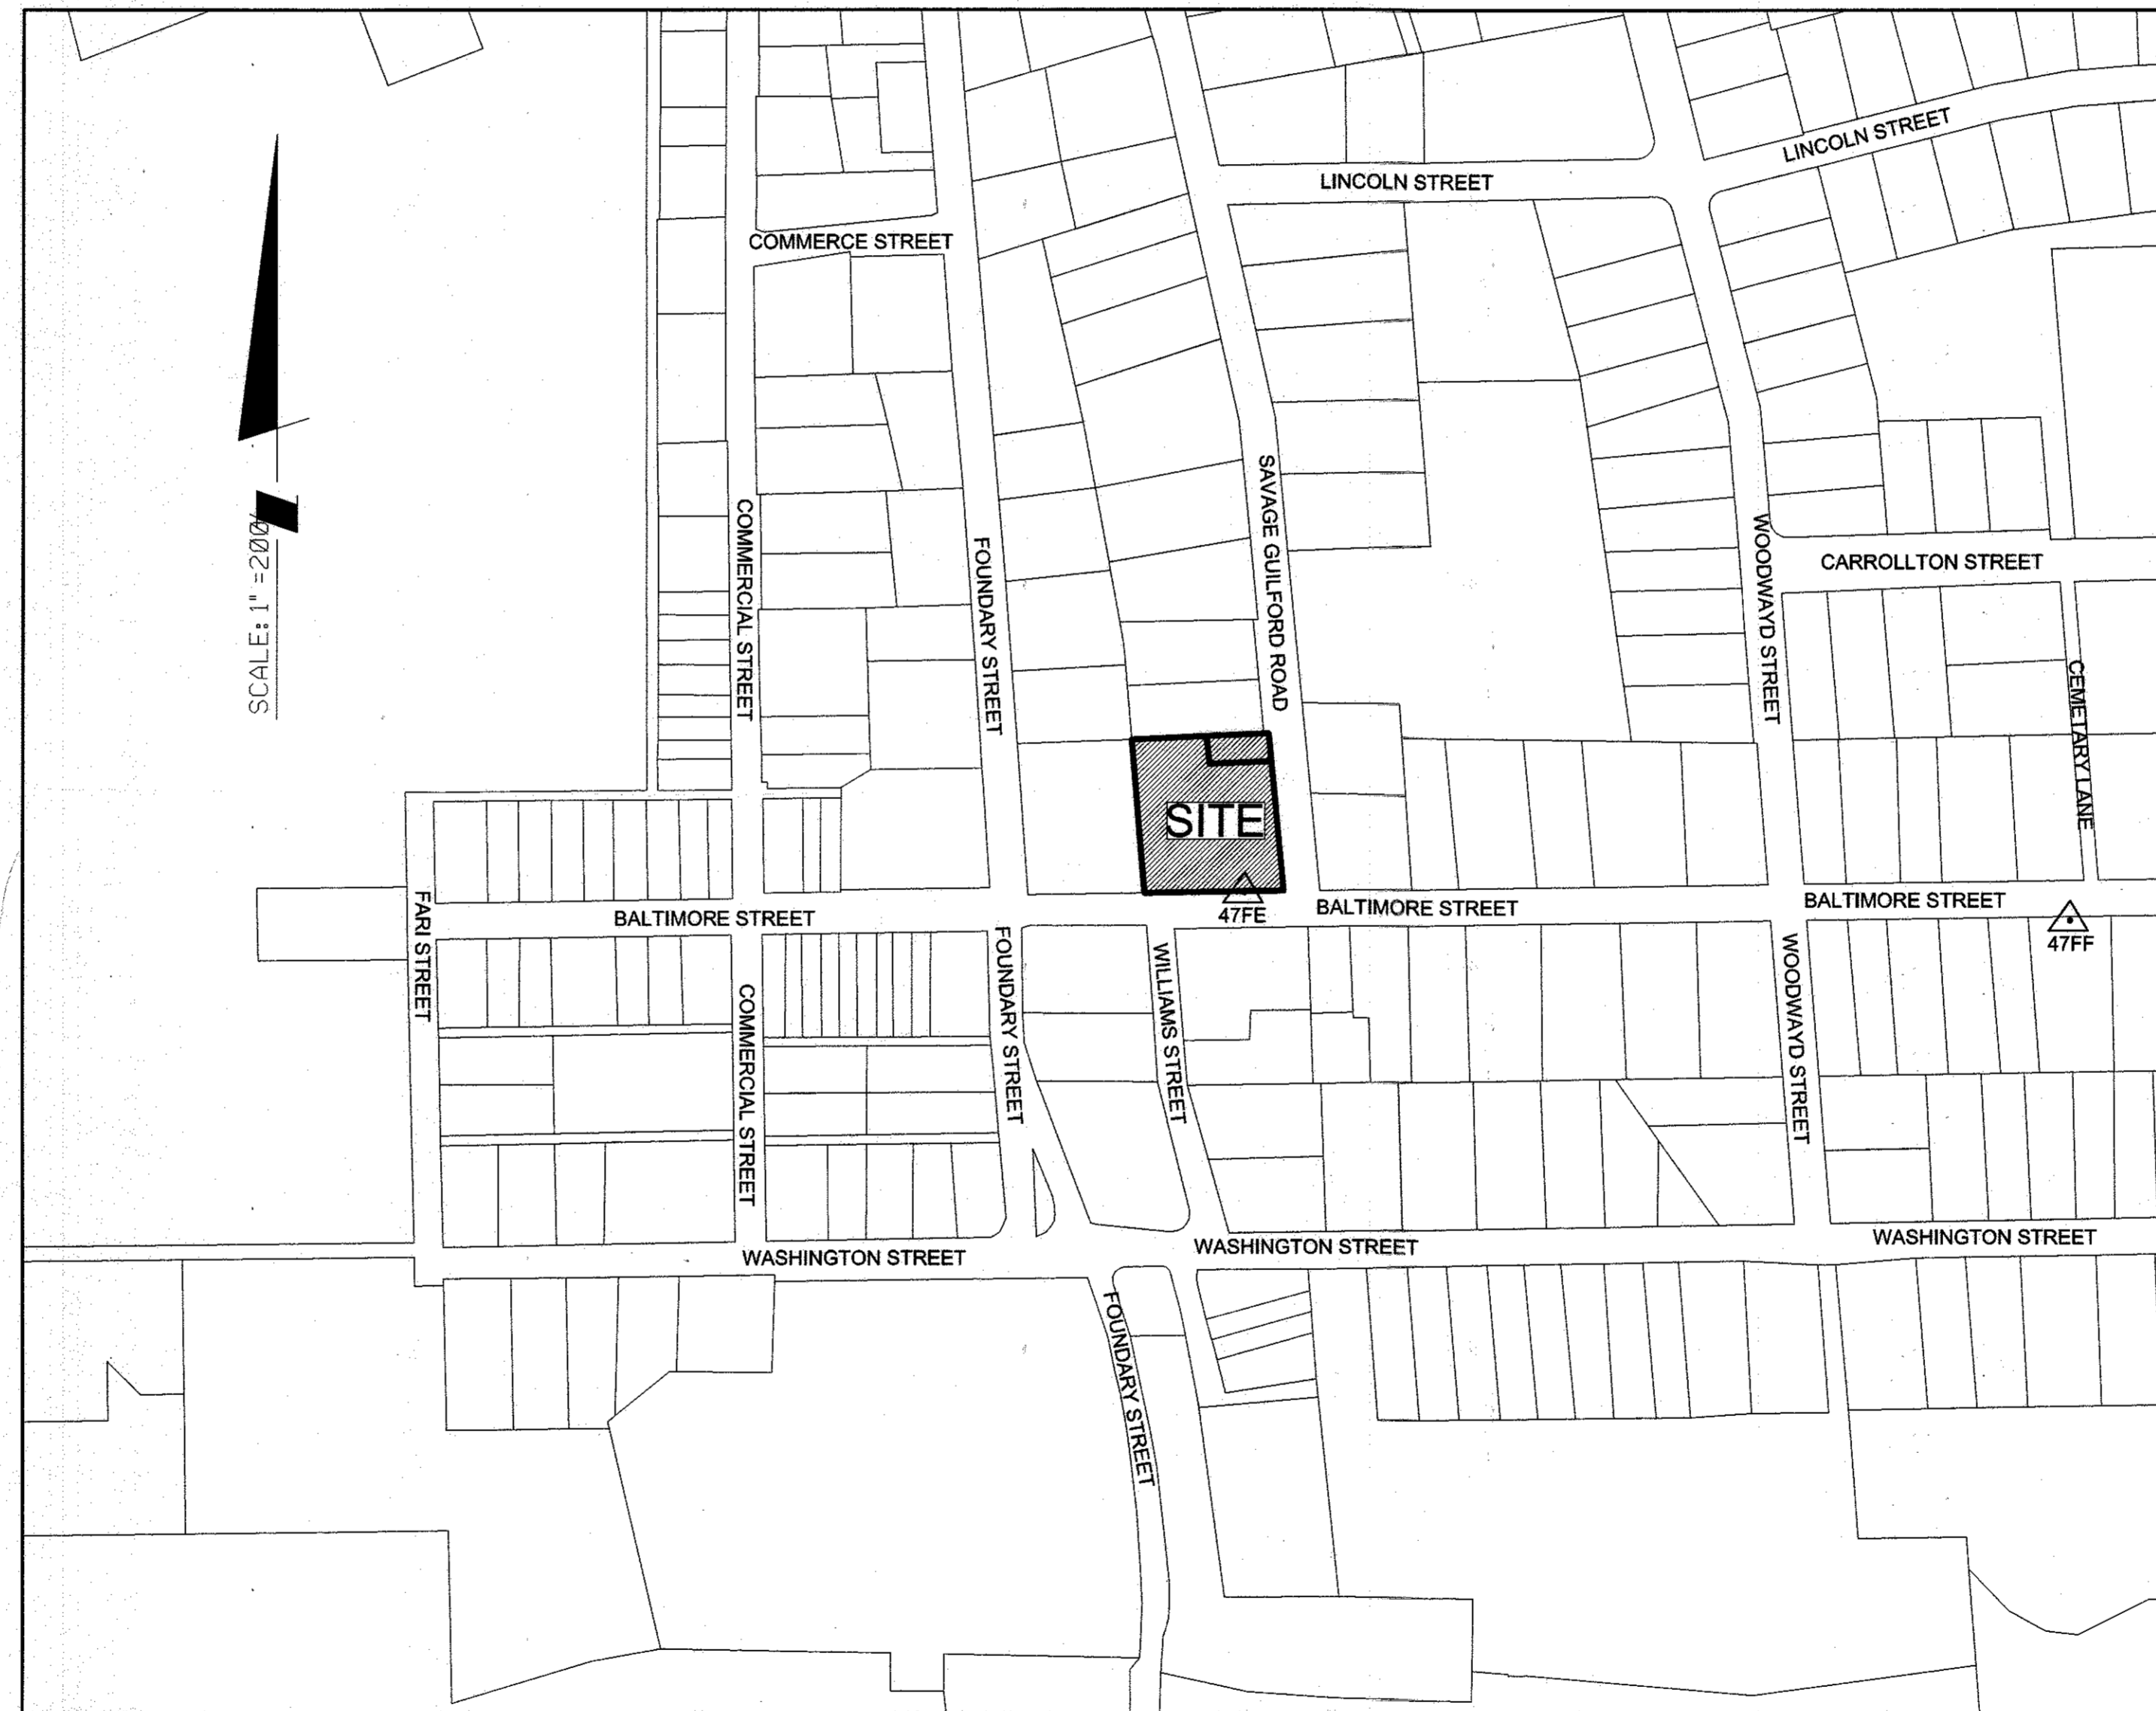 LINCOLN STREET
LINCOLN STREET
COMMERCE STREET
SAVAGE GUILFORD ROAD
COMMERCIAL STREET
FOUNDARY STREET
WOODWAYD STREET
CARROLLTON STREET
SCALE: 1" = 200'
CEMETARY LANE
SITE
47FE
BALTIMORE STREET
BALTIMORE STREET
BALTIMORE STREET
47FF
FARI STREET
COMMERCIAL STREET
FOUNDARY STREET
WILLIAMS STREET
WOODWAYD STREET
WASHINGTON STREET
WASHINGTON STREET
WASHINGTON STREET
FOUNDARY STREET